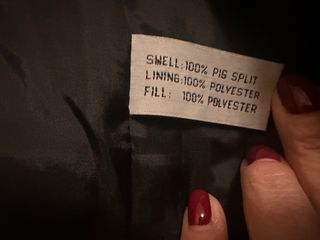 SWELL:100% PIG SPLIT
LINING:100% POLYESTER
FILL: 100% POLYESTER